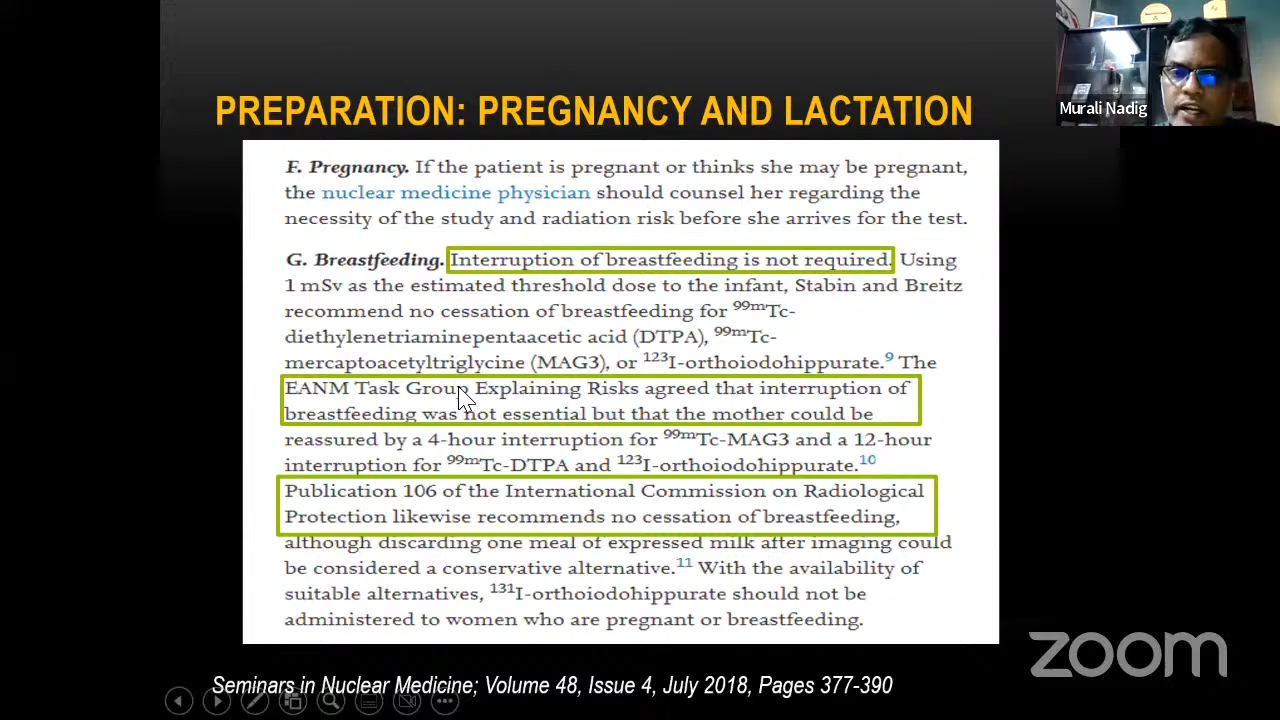 Murali Nadig
PREPARATION: PREGNANCY AND LACTATION
F. Pregnancy. If the patient is pregnant or thinks she may be pregnant,
the nuclear medicine physician should counsel her regarding the
necessity of the study and radiation risk before she arrives for the test.
G. Breastfeeding. Interruption of breastfeeding is not required. Using
1 mSv as the estimated threshold dose to the infant, Stabin and Breitz
recommend no cessation of breastfeeding for 99mTc-
diethylenetriaminepentaacetic acid (DTPA), 99mTc-
mercaptoacetyltriglycine (MAG3), or 123I-orthoiodohippurate.9 The
EANM Task Group Explaining Risks agreed that interruption of
breastfeeding was not essential but that the mother could be
reassured by a 4-hour interruption for 99mTc-MAG3 and a 12-hour
interruption for 99mTc-DTPA and 123I-orthoiodohippurate.10
Publication 106 of the International Commission on Radiological
Protection likewise recommends no cessation of breastfeeding,
although discarding one meal of expressed milk after imaging could
be considered a conservative alternative.11 With the availability of
suitable alternatives, 131I-orthoiodohippurate should not be
administered to women who are pregnant or breastfeeding.
zoom
Seminars in Nuclear Medicine; Volume 48, Issue 4, July 2018, Pages 377-390